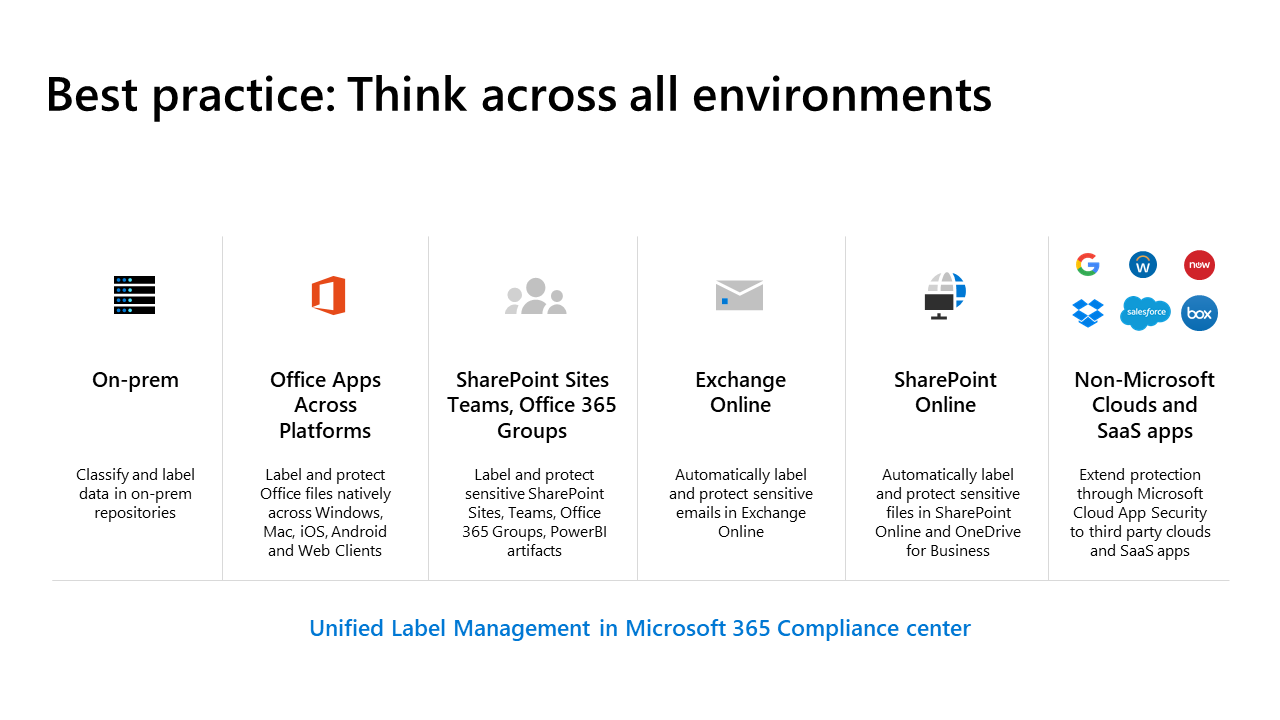 Best practice: Think across all environments
W
now
salesforce
box
On-prem
Office Apps
Across
Platforms
SharePoint Sites
Teams, Office 365
Groups
Exchange
Online
SharePoint
Online
Non-Microsoft
Clouds and
SaaS apps
Classify and label
data in on-prem
repositories
Label and protect
Office files natively
across Windows,
Mac, iOS, Android
and Web Clients
Label and protect
sensitive SharePoint
Sites, Teams, Office
365 Groups, PowerBI
artifacts
Automatically label
and protect sensitive
emails in Exchange
Online
Automatically label
and protect sensitive
files in SharePoint
Online and OneDrive
for Business
Extend protection
through Microsoft
Cloud App Security
to third party clouds
and SaaS apps
Unified Label Management in Microsoft 365 Compliance center